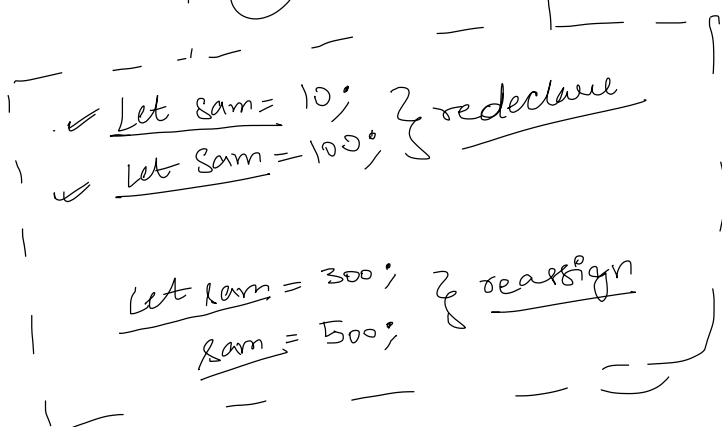 Let sam = 10; } redeclare
Let Sam = 100;
Let sam = 300; } reassign
sam = 500;